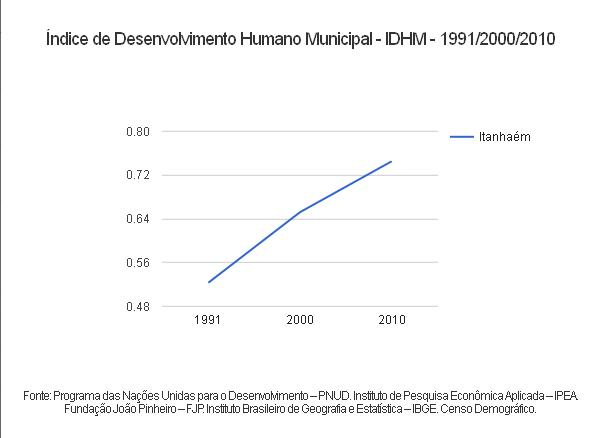 Índice de Desenvolvimento Humano Municipal - IDHM - 1991/2000/2010
0.80
Itanhaém
0.72
0.64
0.56
0.48
1991 2000 2010
Fonte: Programa das Nações Unidas para o Desenvolvimento – PNUD. Instituto de Pesquisa Econômica Aplicada – IPEA.
Fundação João Pinheiro – FJP. Instituto Brasileiro de Geografia e Estatística – IBGE. Censo Demográfico.